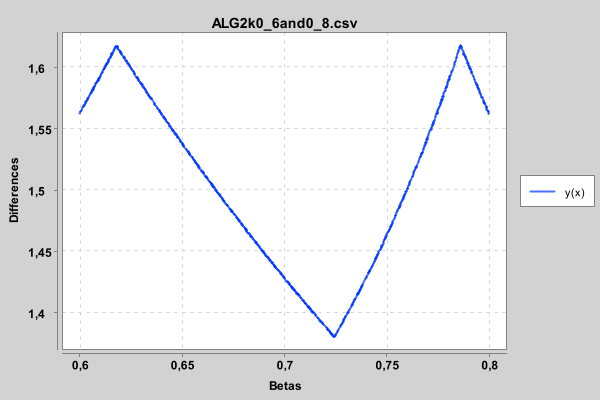 ALG2k0_6and0_8.csv
Differences
1,6
1,55
1,5
1,45
1,4
0,6 0,65 0,7 0,75 0,8
Betas
y(x)